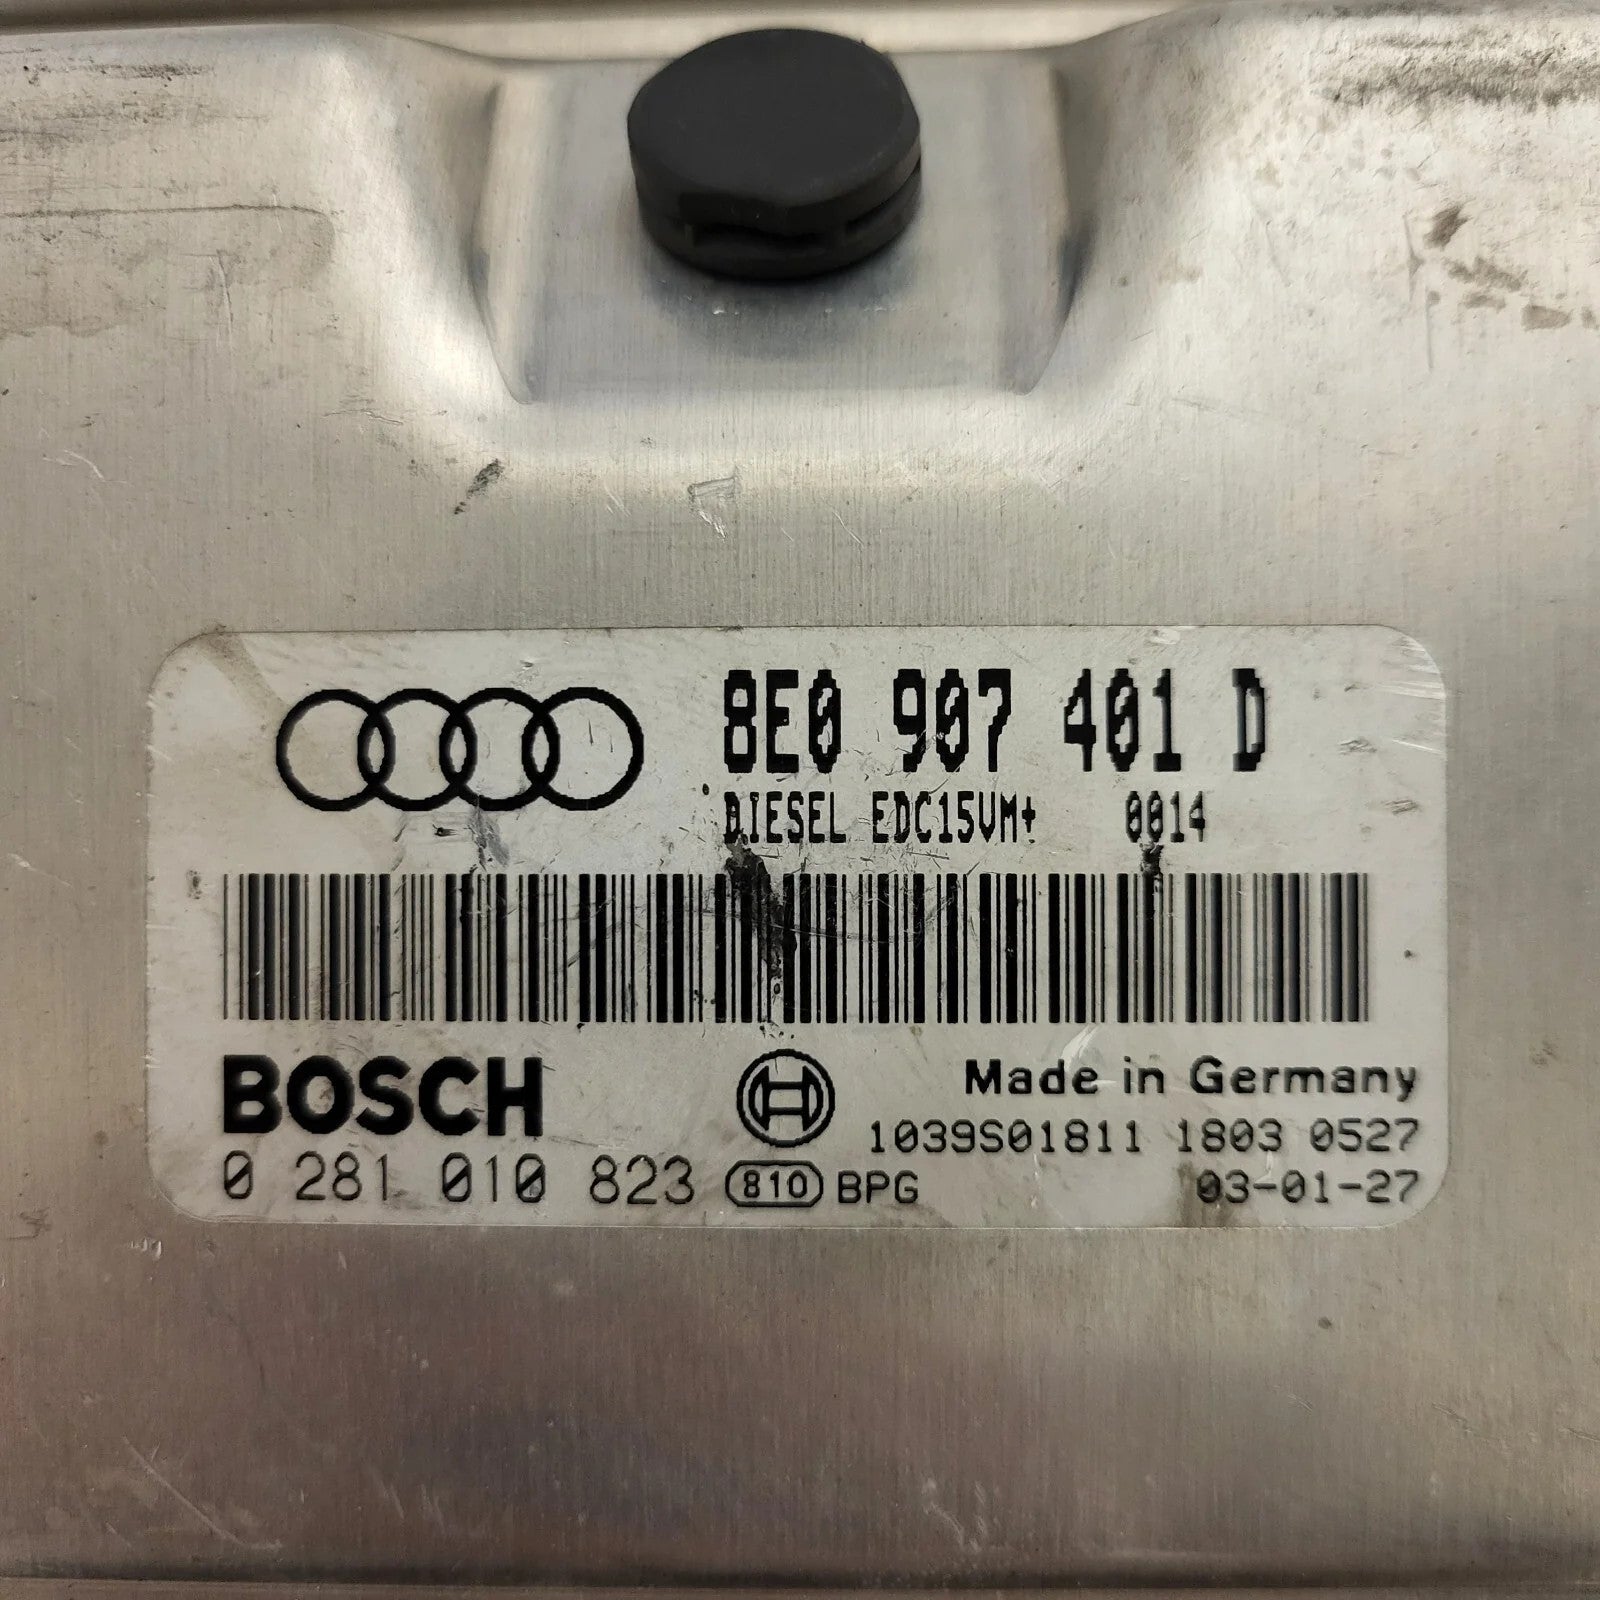 8E0 907 401 D
DIESEL EDC15VM+ 0014
BOSCH
Made in Germany
1039S01811 1803 0527
0 281 010 823 810 BPG 03-01-27